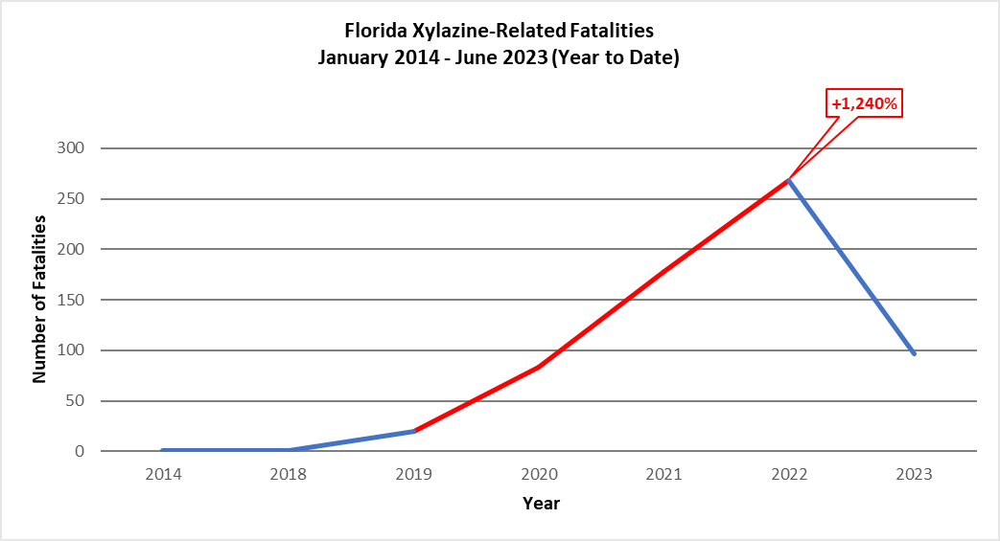 Florida Xylazine-Related Fatalities
January 2014 - June 2023 (Year to Date)
+1,240%
300
250
200
150
100
50
0
Number of Fatalities
2014 2018 2019 2020 2021 2022 2023
Year